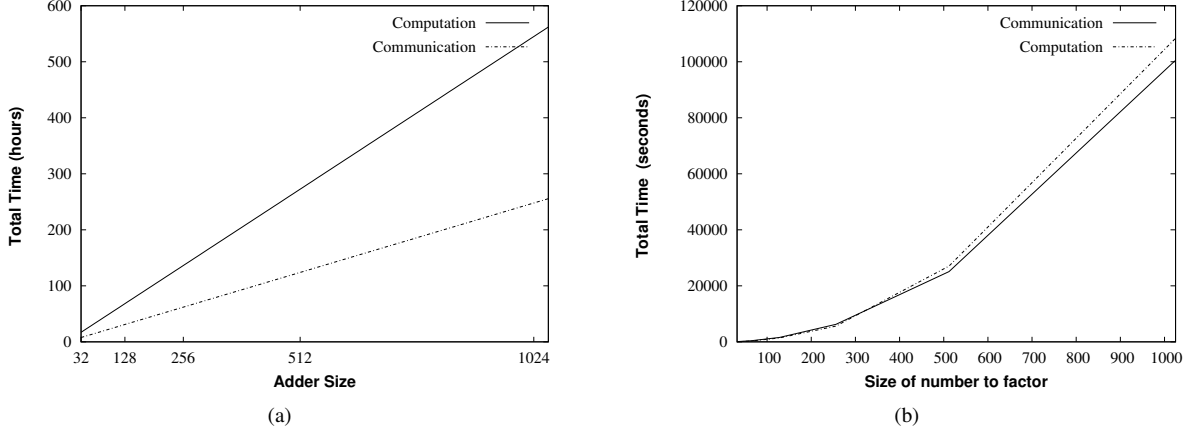 600
500
400
300
200
100
0
Total Time (hours)
Computation
Communication
32 128 256 512 1024
Adder Size
(a)
120000
100000
80000
60000
40000
20000
0
Total Time (seconds)
Communication
Computation
100 200 300 400 500 600 700 800 900 1000
Size of number to factor
(b)